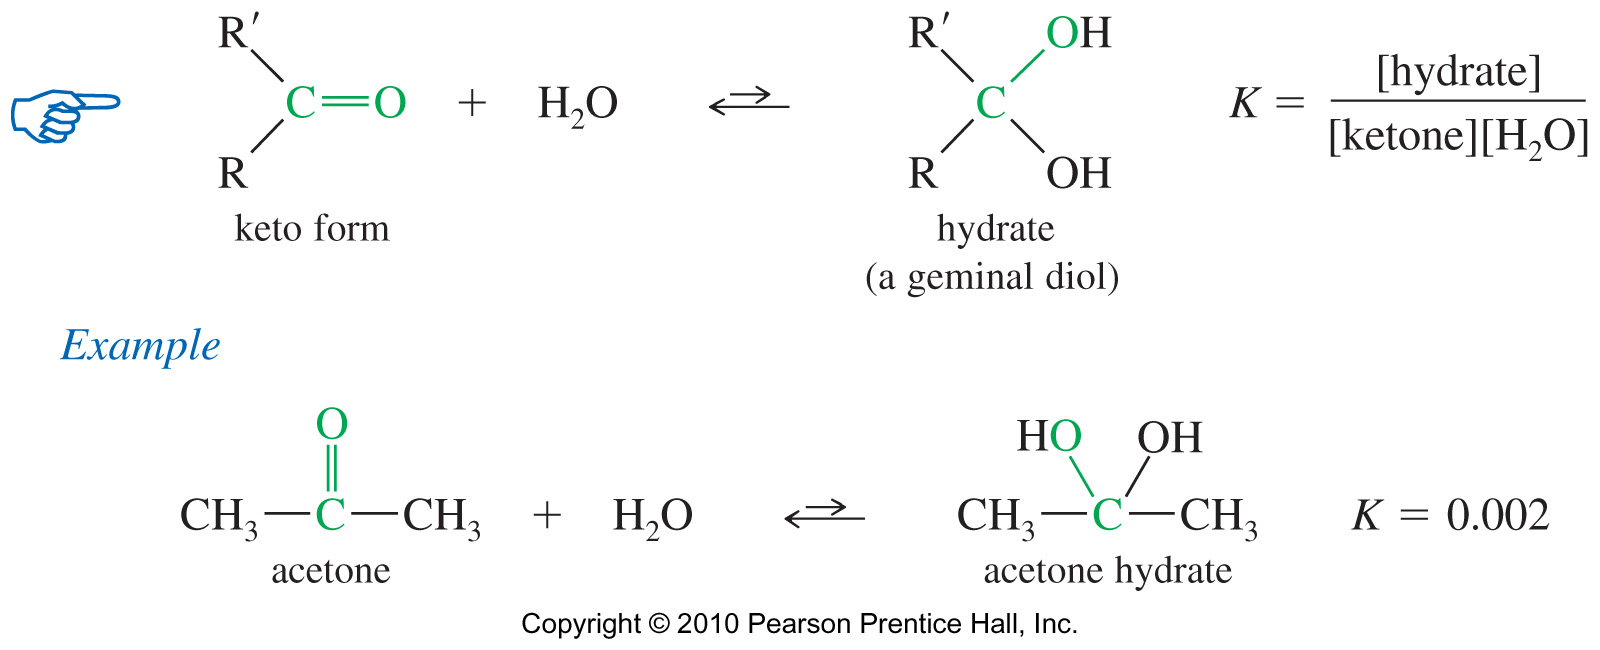 R′ C=O R + H₂O ⇌ R′ OH C R OH K = [hydrate] / [ketone][H₂O]
keto form hydrate
(a geminal diol)
Example
O HO OH
CH₃—C—CH₃ + H₂O ⇌ CH₃—C—CH₃ K = 0.002
acetone acetone hydrate
Copyright © 2010 Pearson Prentice Hall, Inc.